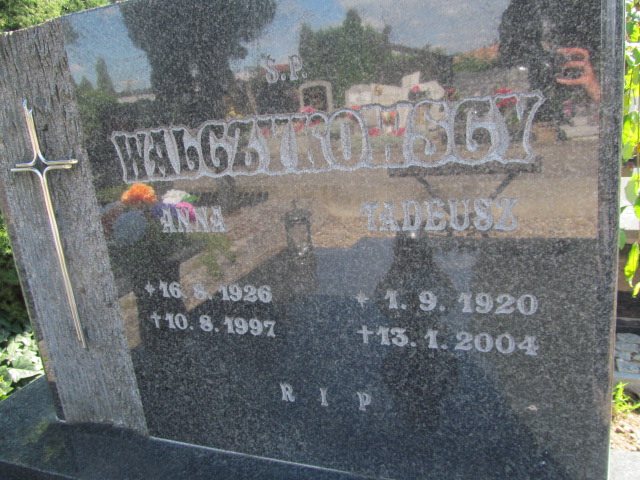 Ś.P.
WALCZYKOWSCY
ANNA TADEUSZ
*16.8.1926 *1.9.1920
†10.8.1997 †13.1.2004
R I P